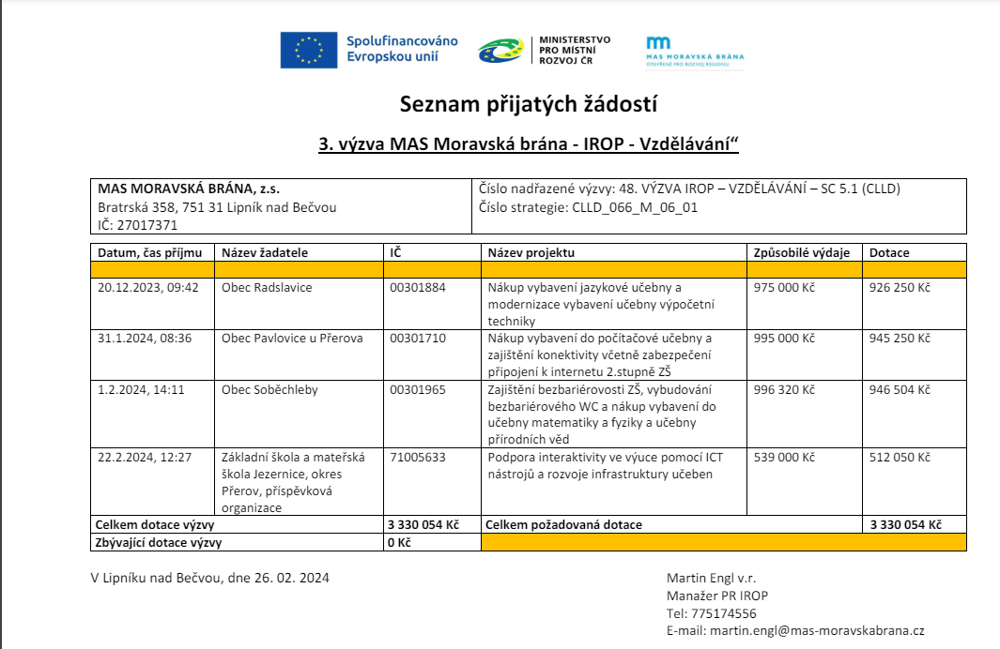 Spolufinancováno
Evropskou unií
MINISTERSTVO
PRO MÍSTNÍ
ROZVOJ ČR
MAS MORAVSKÁ BRÁNA
OTEVŘENÉ PRO ROZVOJ REGIONU
Seznam přijatých žádostí
3. výzva MAS Moravská brána - IROP - Vzdělávání“
MAS MORAVSKÁ BRÁNA, z.s.
Bratrská 358, 751 31 Lipník nad Bečvou
IČ: 27017371
Číslo nadřazené výzvy: 48. VÝZVA IROP – VZDĚLÁVÁNÍ – SC 5.1 (CLLD)
Číslo strategie: CLLD_066_M_06_01
Datum, čas příjmu Název žadatele IČ Název projektu Způsobilé výdaje Dotace
20.12.2023, 09:42 Obec Radslavice 00301884 Nákup vybavení jazykové učebny a 975 000 Kč 926 250 Kč
modernizace vybavení učebny výpočetní
techniky
31.1.2024, 08:36 Obec Pavlovice u Přerova 00301710 Nákup vybavení do počítačové učebny a 995 000 Kč 945 250 Kč
zajištění konektivity včetně zabezpečení
připojení k internetu 2.stupně ZŠ
1.2.2024, 14:11 Obec Soběchleby 00301965 Zajištění bezbariérovosti ZŠ, vybudování 996 320 Kč 946 504 Kč
bezbariérového WC a nákup vybavení do
učebny matematiky a fyziky a učebny
přírodních věd
22.2.2024, 12:27 Základní škola a mateřská 71005633 Podpora interaktivity ve výuce pomocí ICT 539 000 Kč 512 050 Kč
škola Jezernice, okres nástrojů a rozvoje infrastruktury učeben
Přerov, příspěvková
organizace
Celkem dotace výzvy 3 330 054 Kč Celkem požadovaná dotace 3 330 054 Kč
Zbývající dotace výzvy 0 Kč
V Lipníku nad Bečvou, dne 26. 02. 2024
Martin Engl v.r.
Manažer PR IROP
Tel: 775174556
E-mail: martin.engl@mas-moravskabrana.cz